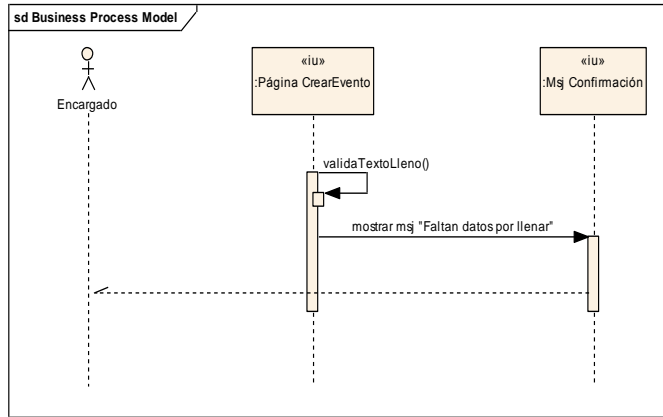 sd Business Process Model
Encargado
«iu»
:Página CrearEvento
«iu»
:Msj Confirmación
validaTextoLleno()
mostrar msj "Faltan datos por llenar"